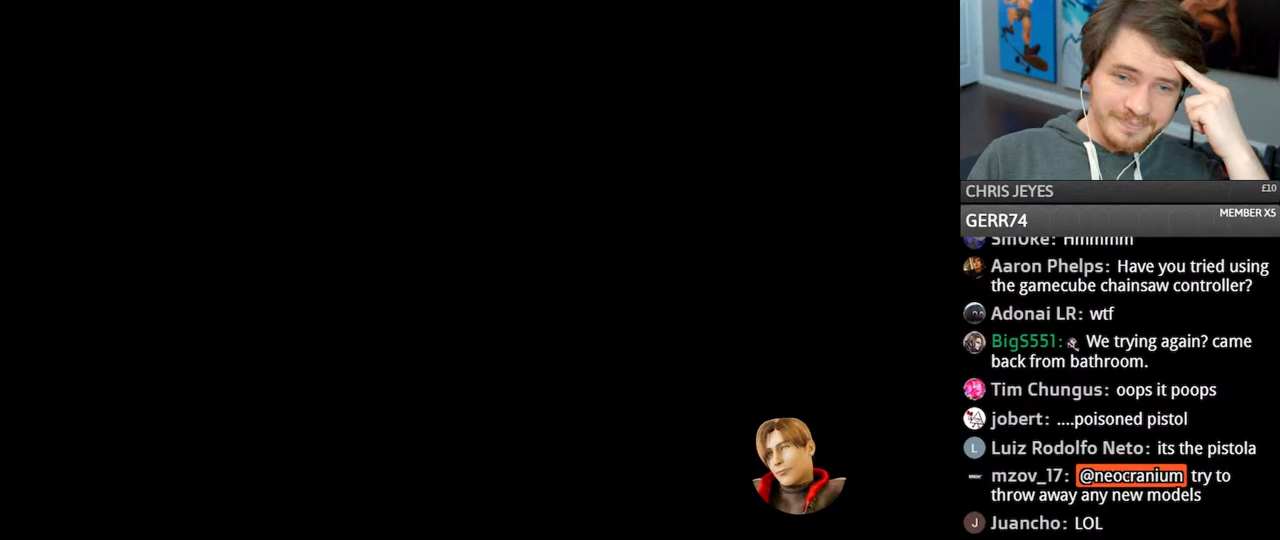 CHRIS JEYES £10
GERR74 MEMBER X5
SmUke: Hmmmm
Aaron Phelps: Have you tried using
the gamecube chainsaw controller?
Adonai LR: wtf
BigS551: We trying again? came
back from bathroom.
Tim Chungus: oops it poops
jobert: ....poisoned pistol
L Luiz Rodolfo Neto: its the pistola
mzov_17: @neocranium try to
throw away any new models
J Juancho: LOL